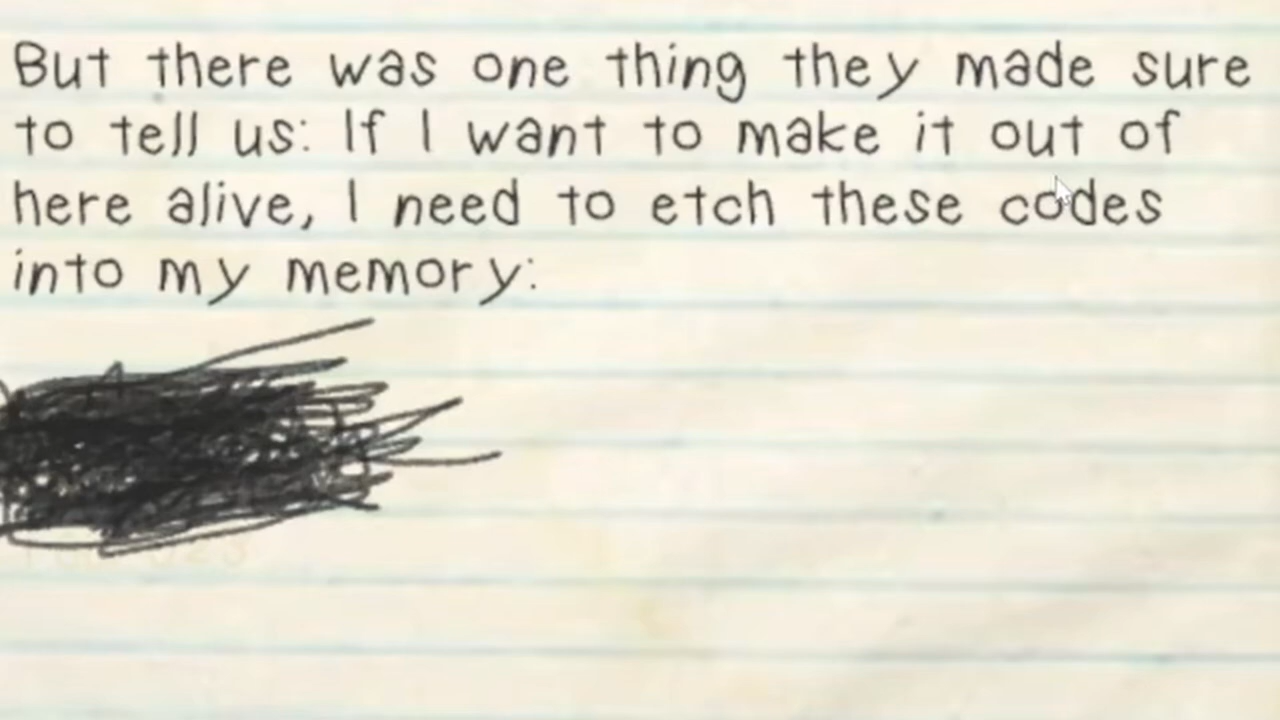 But there was one thing they made sure
to tell us: If I want to make it out of
here alive, I need to etch these codes
into my memory: